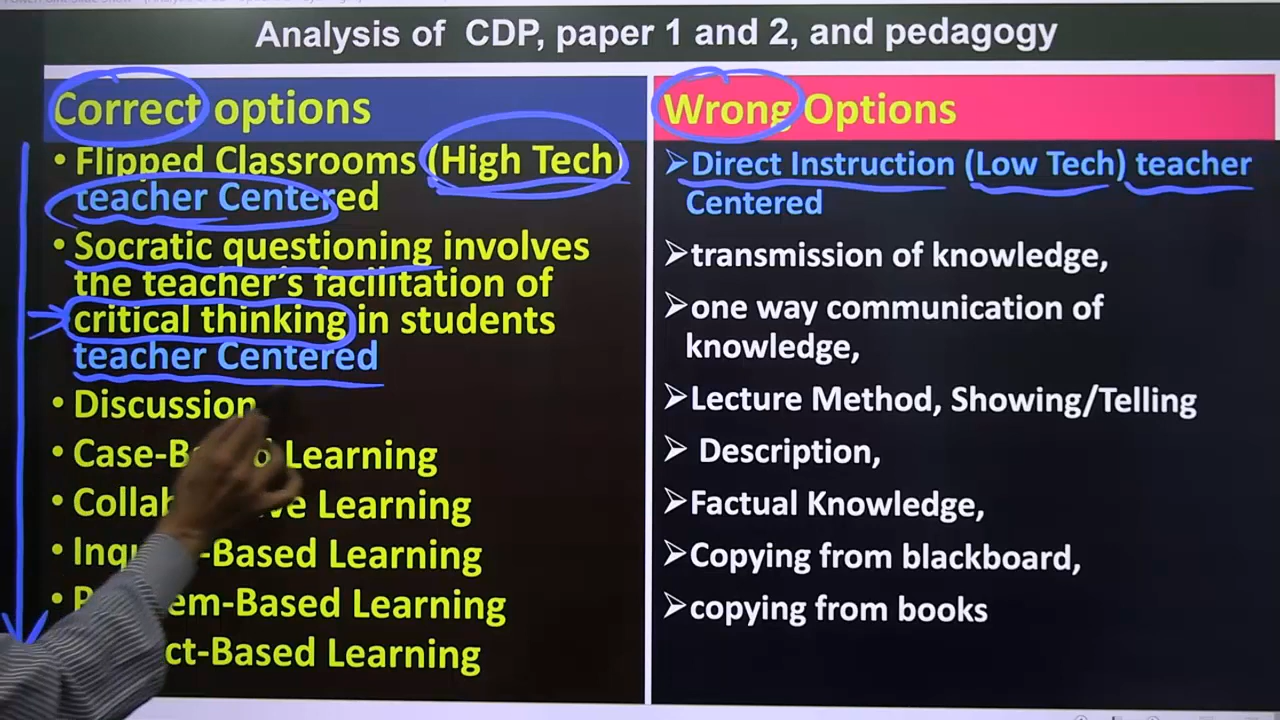 Analysis of CDP, paper 1 and 2, and pedagogy
Correct options
• Flipped Classrooms (High Tech)
teacher Centered
• Socratic questioning involves
the teacher's facilitation of
critical thinking in students
teacher Centered
• Discussion
• Case-Based Learning
• Learning
• -Based Learning
• -Based Learning
-Based Learning
Wrong Options
➢Direct Instruction (Low Tech) teacher
Centered
➢transmission of knowledge,
➢one way communication of
knowledge,
➢Lecture Method, Showing/Telling
➢ Description,
➢Factual Knowledge,
➢Copying from blackboard,
➢copying from books